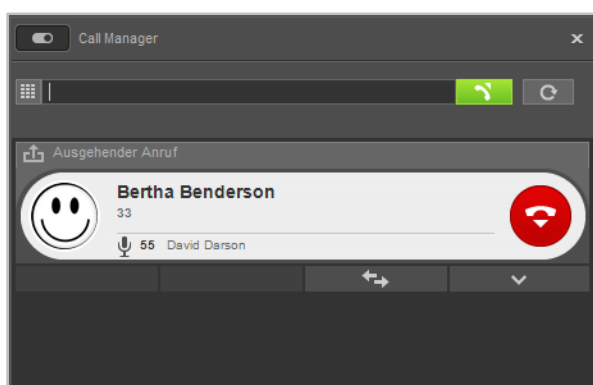 Call Manager
Ausgehender Anruf
Bertha Benderson
33
55 David Darson